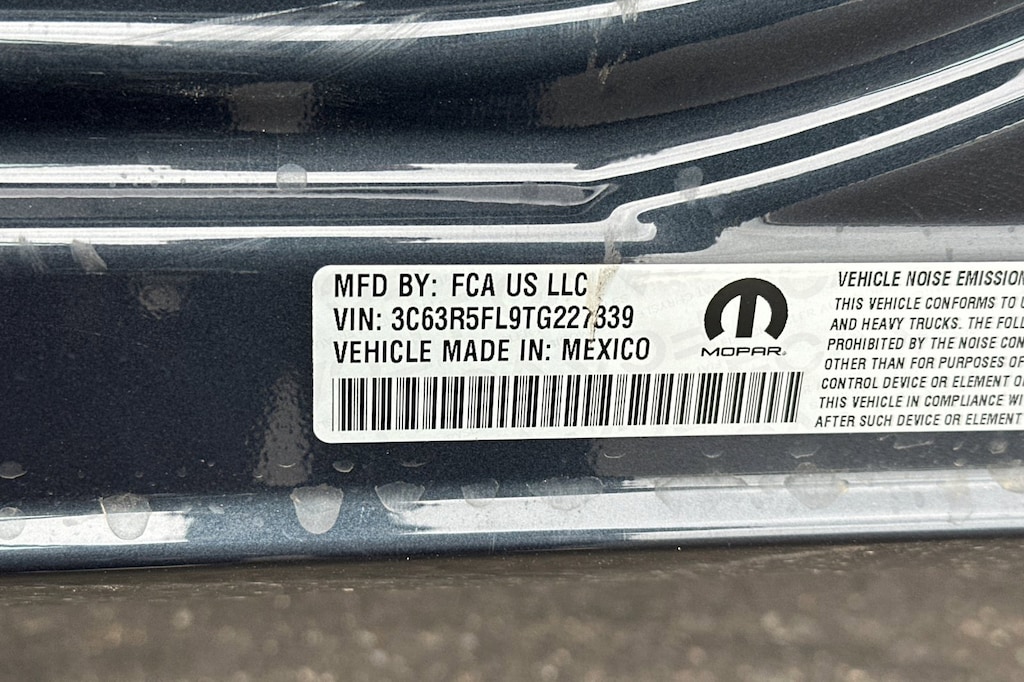 MFD BY: FCA US LLC
VIN: 3C63R5FL9TG227339
VEHICLE MADE IN: MEXICO
MOPAR®
VEHICLE NOISE EMISSION
THIS VEHICLE CONFORMS TO
AND HEAVY TRUCKS. THE
PROHIBITED BY THE NOISE CON
OTHER THAN FOR PURPOSES OF
CONTROL DEVICE OR ELEMENT
THIS VEHICLE IN COMPLIANCE
AFTER SUCH DEVICE OR ELEMENT